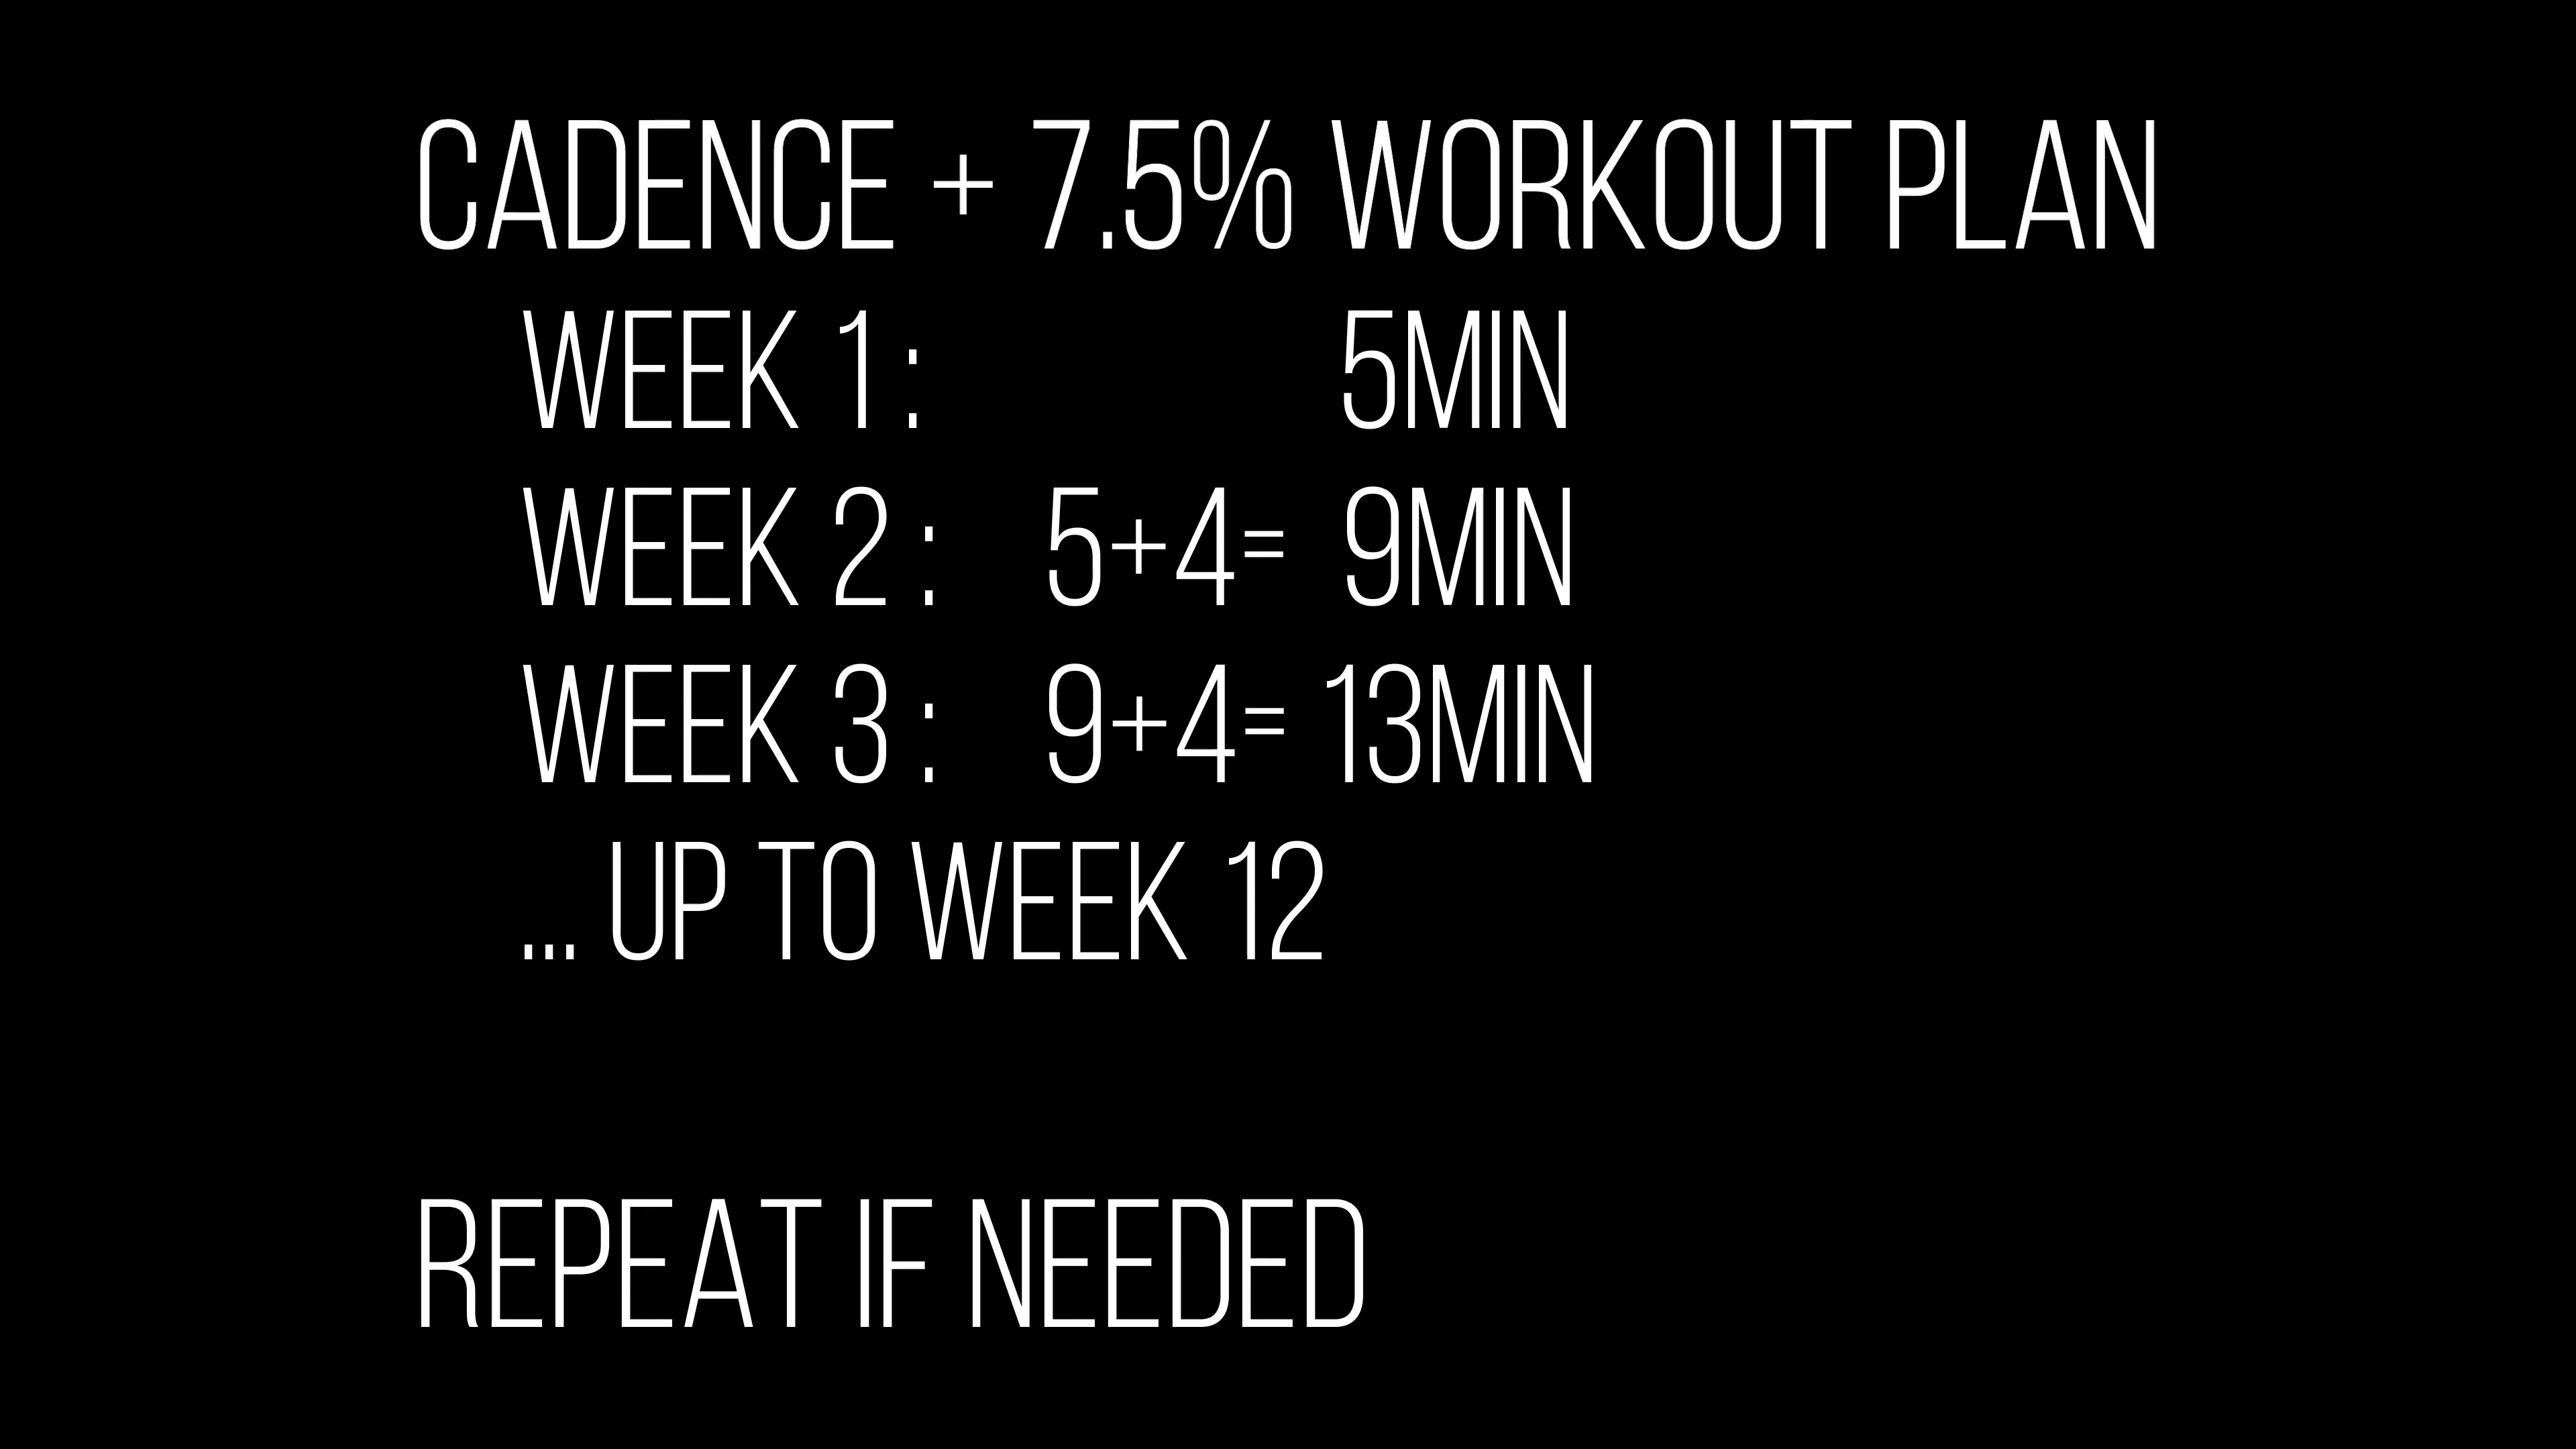 CADENCE + 7.5% WORKOUT PLAN
WEEK 1 : 5MIN
WEEK 2 : 5+4= 9MIN
WEEK 3 : 9+4= 13MIN
... UP TO WEEK 12
REPEAT IF NEEDED